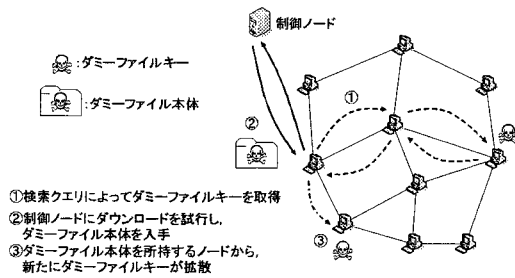 制御ノード
:ダミーファイルキー
:ダミーファイル本体
①
②
③
①検索クエリによってダミーファイルキーを取得
②制御ノードにダウンロードを試行し,
ダミーファイル本体を入手
③ダミーファイル本体を所持するノードから,
新たにダミーファイルキーが拡散